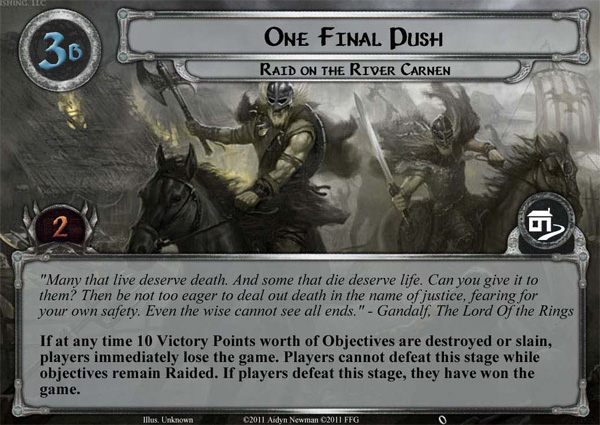 FISHING, LLC
3B
One Final Push
Raid on the River Carnen
2
"Many that live deserve death. And some that die deserve life. Can you give it to
them? Then be not too eager to deal out death in the name of justice, fearing for
your own safety. Even the wise cannot see all ends." - Gandalf, The Lord Of the Rings
If at any time 10 Victory Points worth of Objectives are destroyed or slain,
players immediately lose the game. Players cannot defeat this stage while
objectives remain Raided. If players defeat this stage, they have won the
game.
Illus. Unknown ©2011 Aidyn Newman ©2011 FFG 0